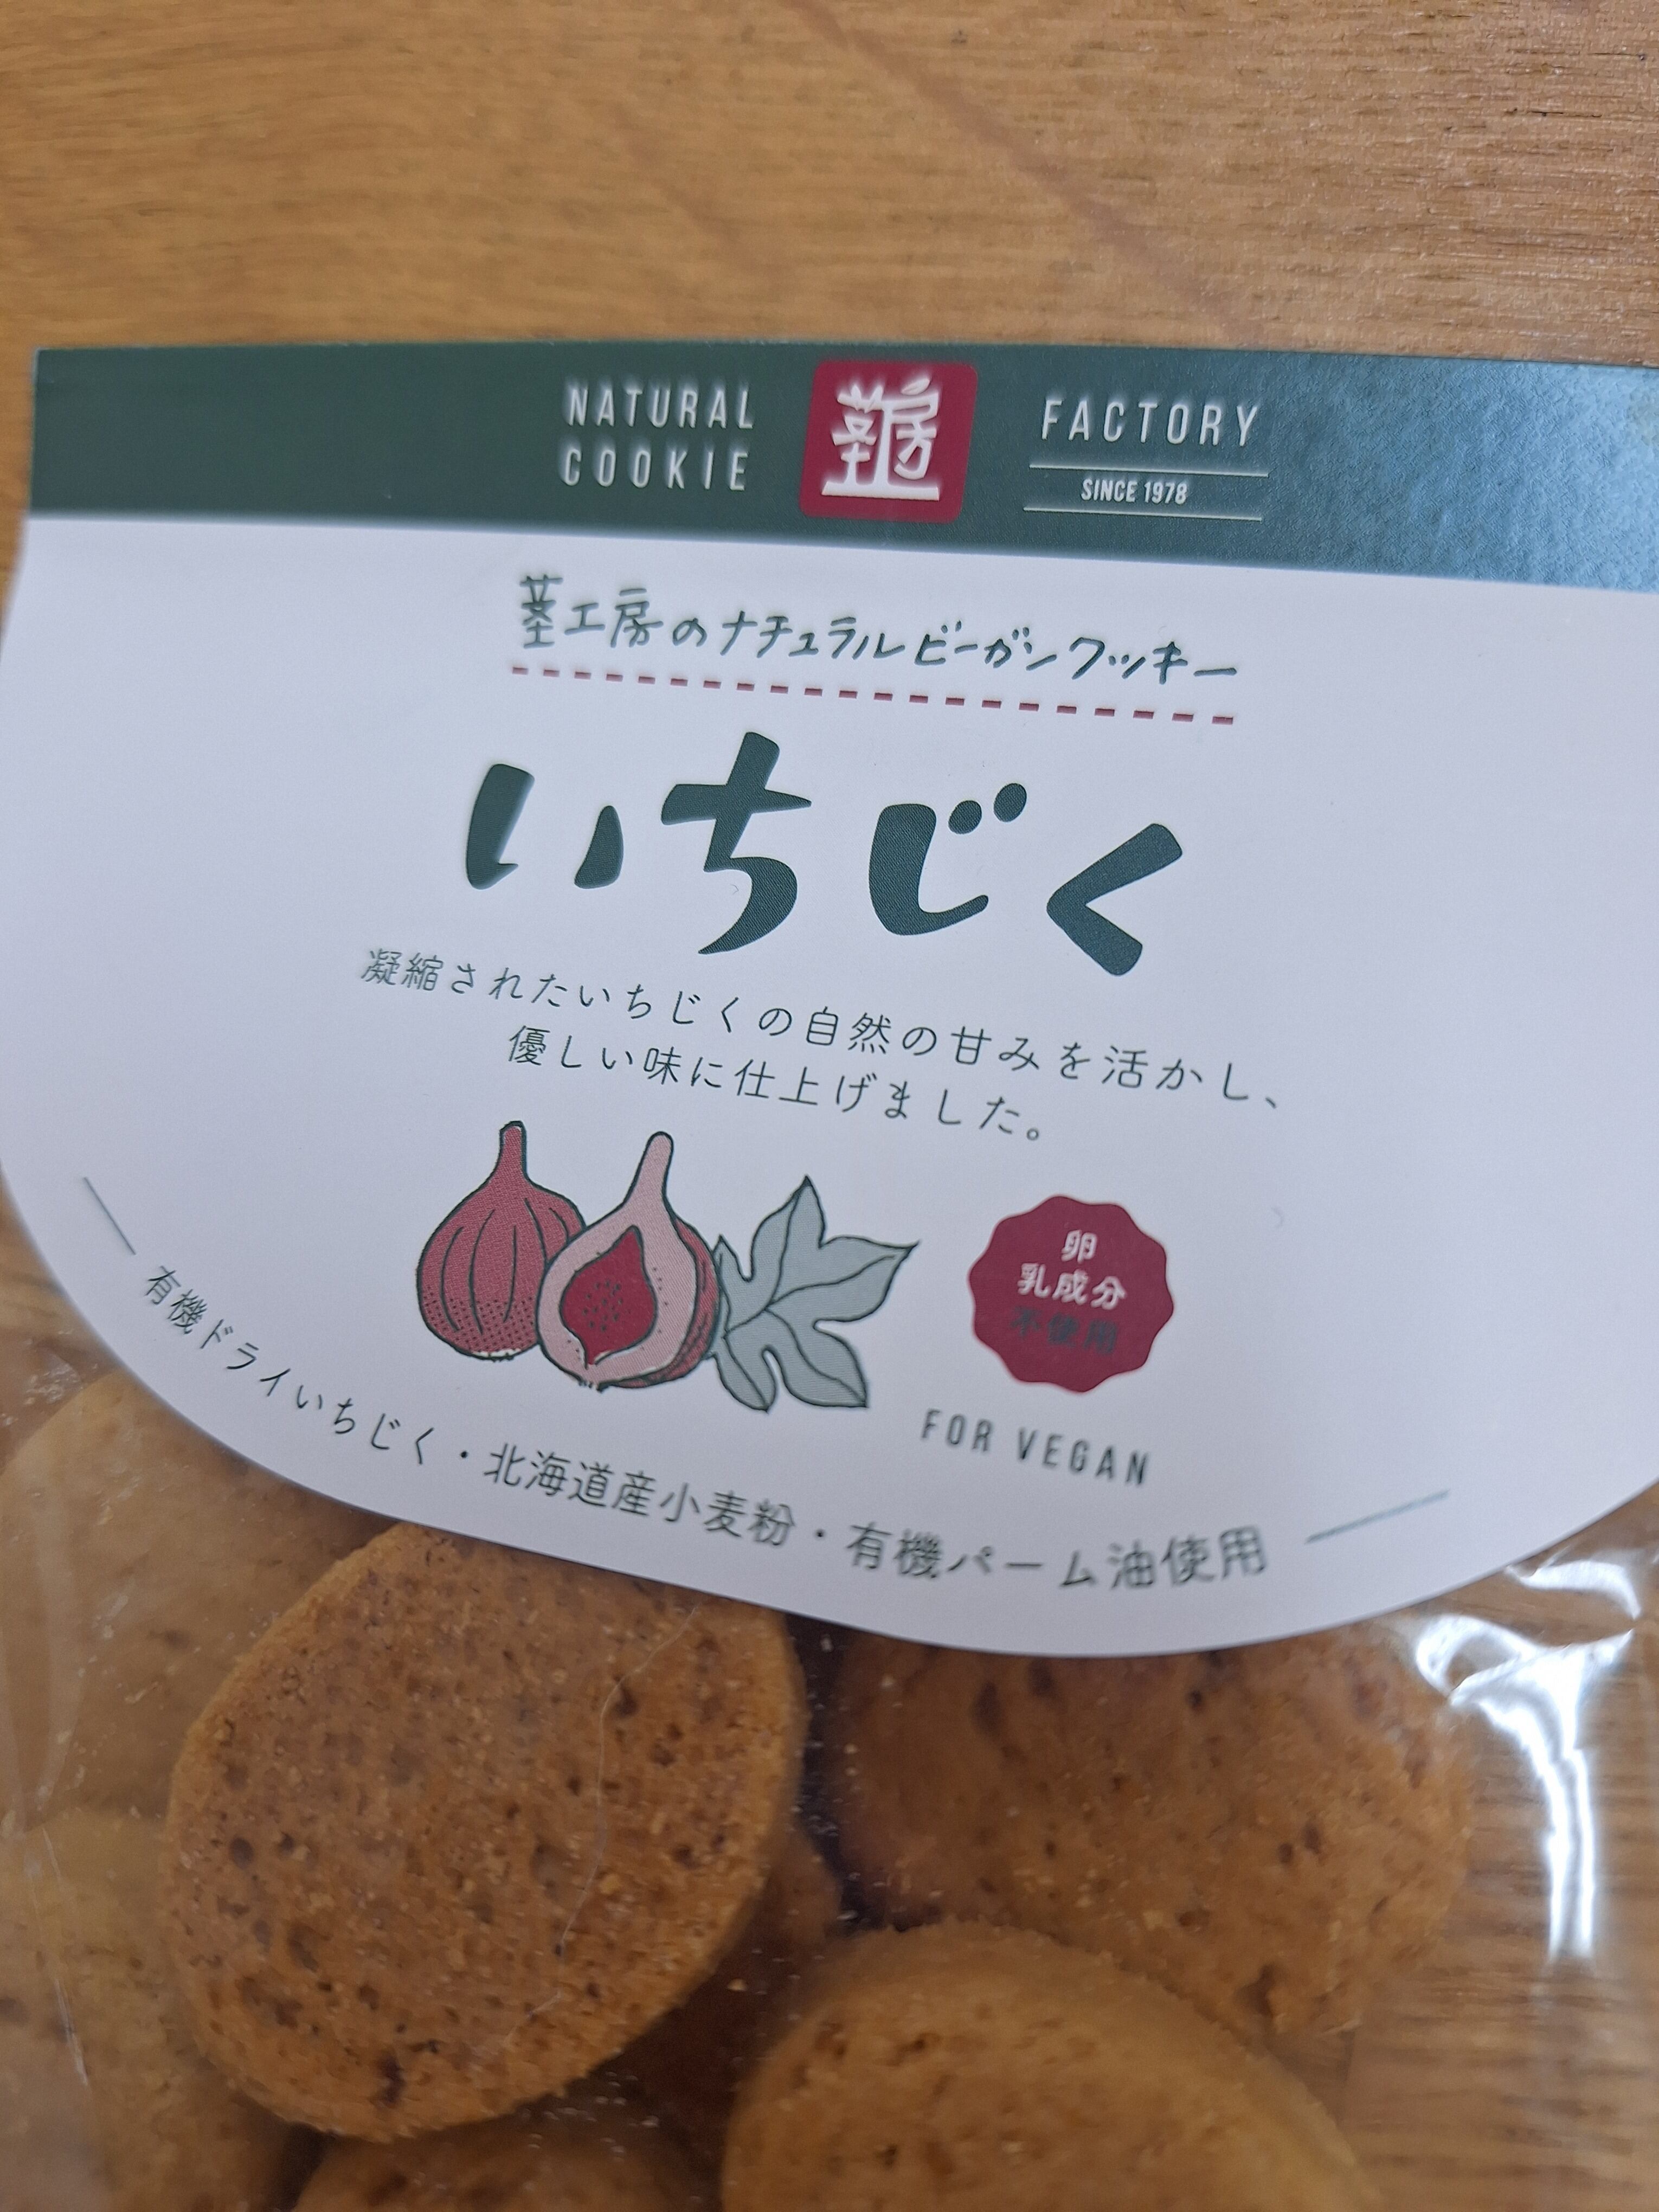 NATURAL
COOKIE
茎工房
FACTORY
SINCE 1978
茎工房のナチュラルビーガンクッキー
いちじく
凝縮されたいちじくの自然の甘みを活かし、
優しい味に仕上げました。
卵
乳成分
不使用
FOR VEGAN
有機ドライいちじく・北海道産小麦粉・有機パーム油使用